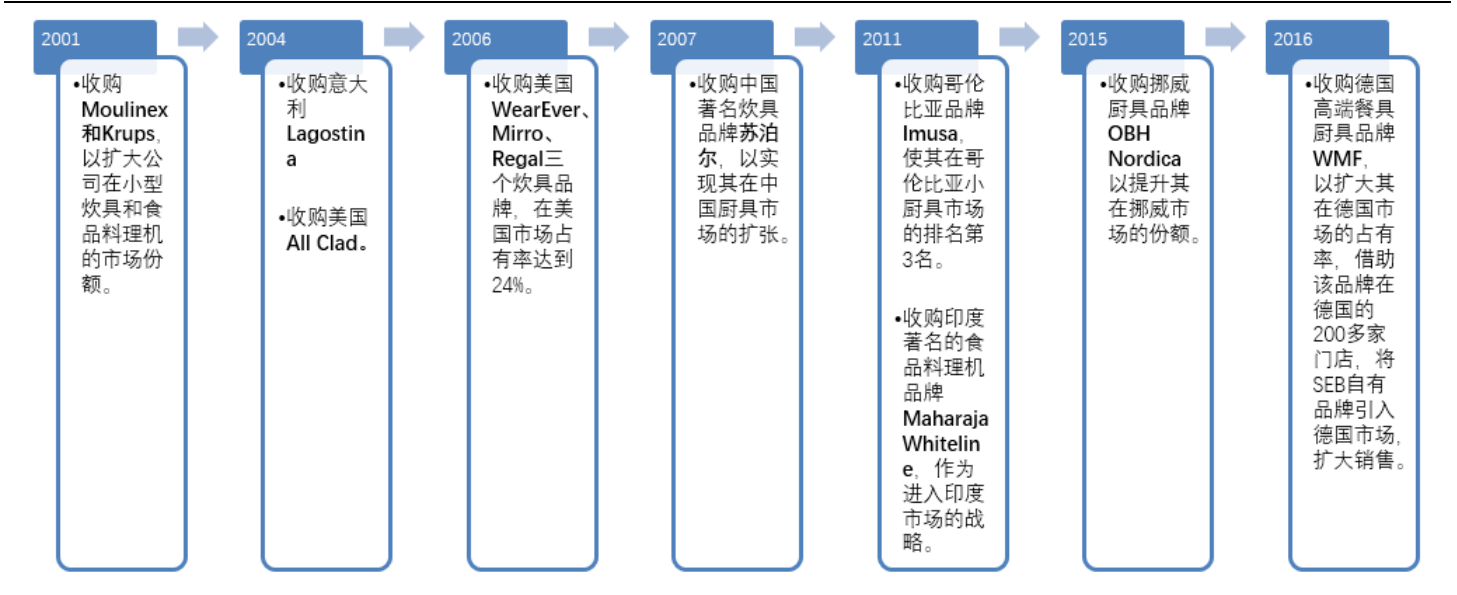 2001
•收购
Moulinex
和Krups,
以扩大公
司在小型
炊具和食
品料理机
的市场份
额。
2004
•收购意大
利
Lagostin
a
•收购美国
All Clad。
2006
•收购美国
WearEver、
Mirro、
Regal三
个炊具品
牌，在美
国市场占
有率达到
24%。
2007
•收购中国
著名炊具
品牌苏泊
尔，以实
现其在中
国厨具市
场的扩张。
2011
•收购哥伦
比亚品牌
Imusa，
使其在哥
伦比亚小
厨具市场
的排名第
3名。
•收购印度
著名的食
品料理机
品牌
Maharaja
Whitelin
e，作为
进入印度
市场的战
略。
2015
•收购挪威
厨具品牌
OBH
Nordica
以提升其
在挪威市
场的份额。
2016
•收购德国
高端餐具
厨具品牌
WMF，
以扩大其
在德国市
场的占有
率，借助
该品牌在
德国的
200多家
门店，将
SEB自有
品牌引入
德国市场，
扩大销售。